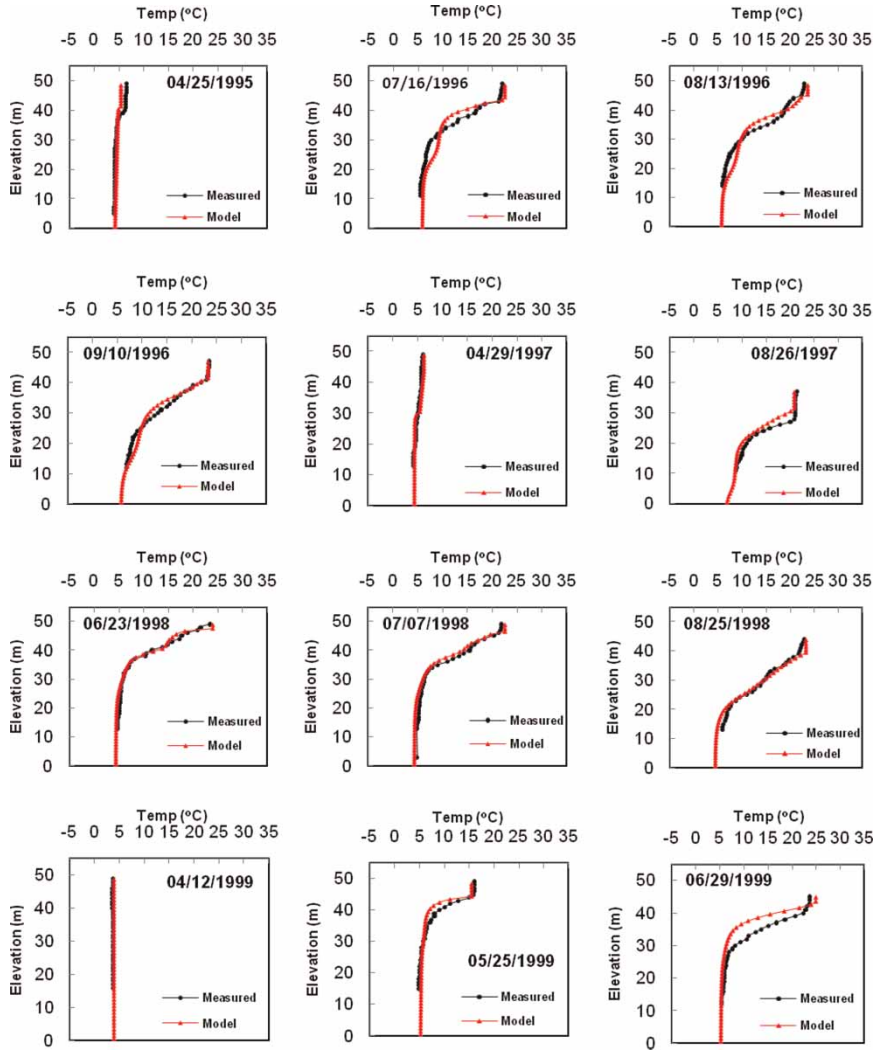 Temp (ºC) Temp (ºC) Temp (ºC)
-5 0 5 10 15 20 25 30 35 -5 0 5 10 15 20 25 30 35 -5 0 5 10 15 20 25 30 35
Elevation (m) Elevation (m) Elevation (m)
50 04/25/1995 50 07/16/1996 50 08/13/1996
40 40 40
30 30 30
20 20 20
10 Measured 10 Measured 10 Measured
Model Model Model
0 0 0
Temp (ºC) Temp (ºC) Temp (ºC)
-5 0 5 10 15 20 25 30 35 -5 0 5 10 15 20 25 30 35 -5 0 5 10 15 20 25 30 35
Elevation (m) Elevation (m) Elevation (m)
50 09/10/1996 50 04/29/1997 50 08/26/1997
40 40 40
30 30 30
20 20 20
Measured Measured Measured
10 Model 10 Model 10 Model
0 0 0
Temp (ºC) Temp (ºC) Temp (ºC)
-5 0 5 10 15 20 25 30 35 -5 0 5 10 15 20 25 30 35 -5 0 5 10 15 20 25 30 35
Elevation (m) Elevation (m) Elevation (m)
50 06/23/1998 50 07/07/1998 50 08/25/1998
40 40 40
30 30 30
20 20 20
10 Measured 10 Measured 10 Measured
Model Model Model
0 0 0
Temp (ºC) Temp (ºC) Temp (ºC)
-5 0 5 10 15 20 25 30 35 -5 0 5 10 15 20 25 30 35 -5 0 5 10 15 20 25 30 35
Elevation (m) Elevation (m) Elevation (m)
50 04/12/1999 50 50 06/29/1999
40 40 40
30 30 30
05/25/1999
20 20 20
Measured Measured Measured
10 10 10
Model Model Model
0 0 0